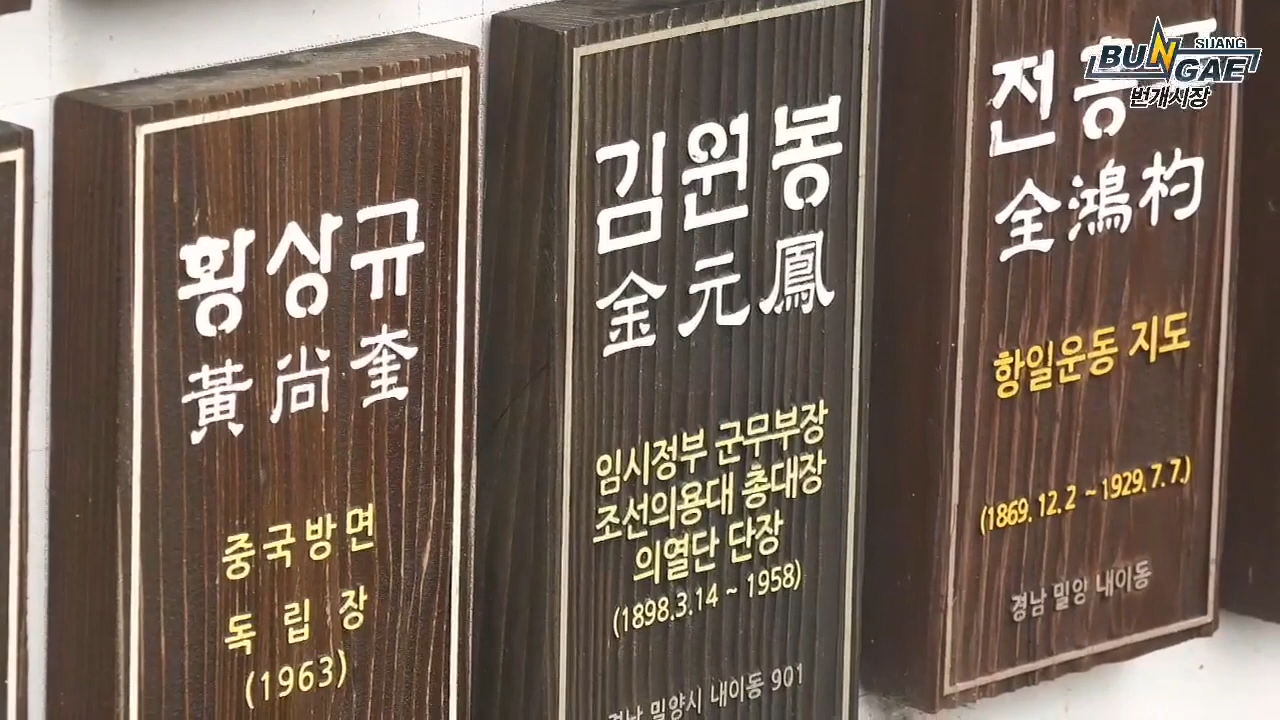 황상규
黃尚奎
중국방면
독립장
(1963)
김원봉
金元鳳
임시정부 군무부장
조선의용대 총대장
의열단 단장
(1898.3.14 ~ 1958)
경남 밀양시 내이동 901
전홍
全鴻杓
항일운동 지도
(1869. 12. 2 ~ 1929. 7. 7.)
경남 밀양 내이동
BUNGAE SIJANG
번개시장